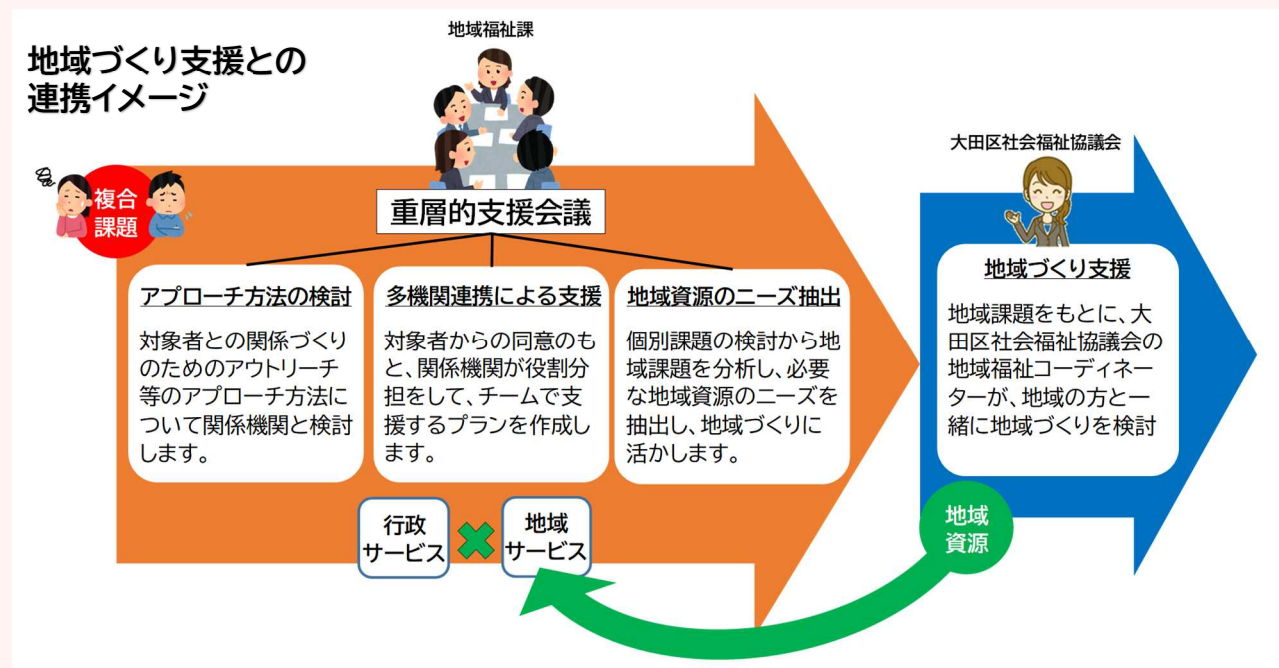 地域づくり支援との
連携イメージ
地域福祉課
複合
課題
重層的支援会議
アプローチ方法の検討
対象者との関係づくり
のためのアウトリーチ
等のアプローチ方法に
ついて関係機関と検討
します。
多機関連携による支援
対象者からの同意のも
と、関係機関が役割分
担をして、チームで支
援するプランを作成し
ます。
地域資源のニーズ抽出
個別課題の検討から地
域課題を分析し、必要
な地域資源のニーズを
抽出し、地域づくりに
活かします。
行政
サービス
地域
サービス
大田区社会福祉協議会
地域づくり支援
地域課題をもとに、大
田区社会福祉協議会の
地域福祉コーディネー
ターが、地域の方と一
緒に地域づくりを検討
地域
資源